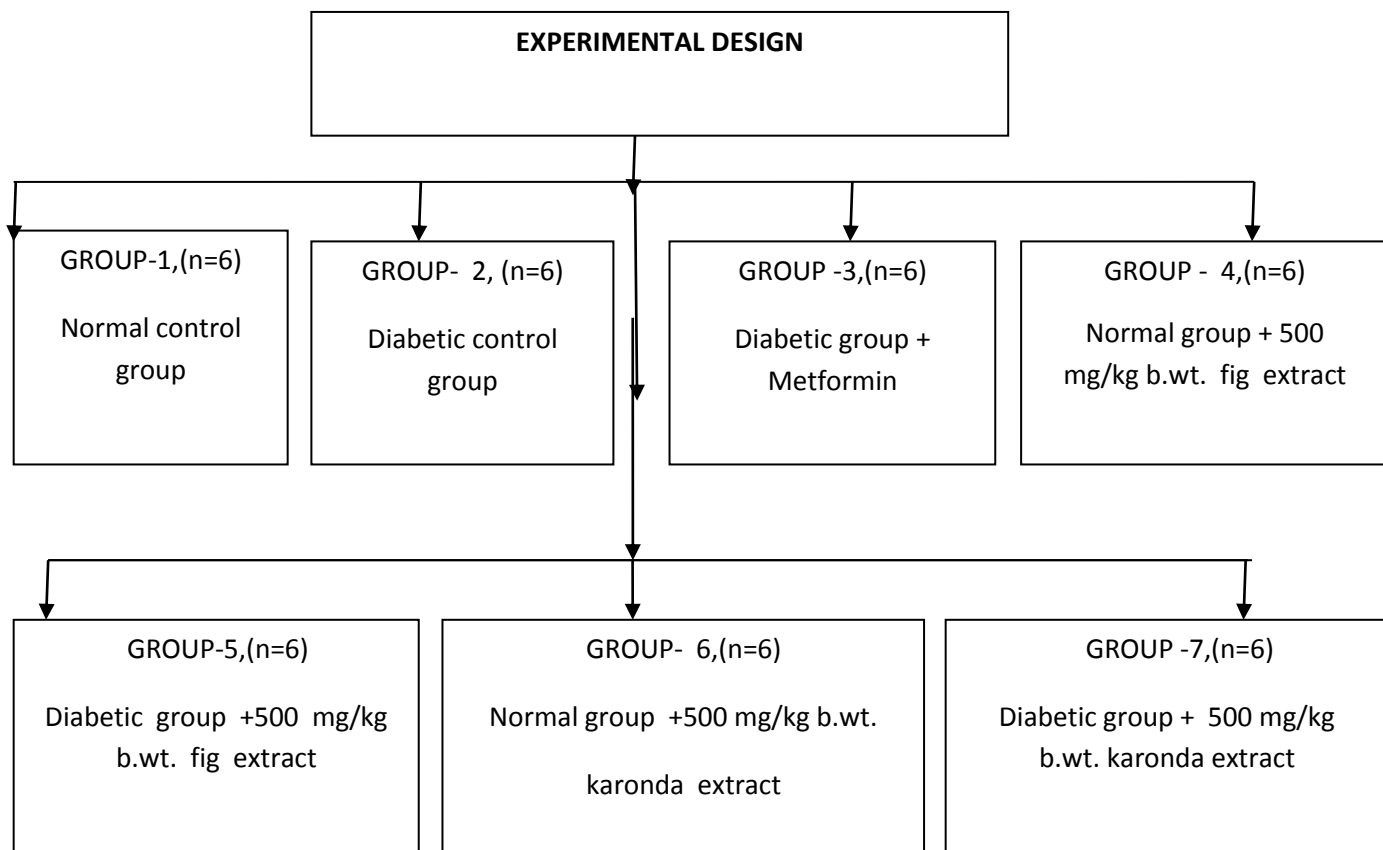 EXPERIMENTAL DESIGN
GROUP-1,(n=6)
Normal control
group
GROUP- 2, (n=6)
Diabetic control
group
GROUP -3,(n=6)
Diabetic group +
Metformin
GROUP - 4,(n=6)
Normal group + 500
mg/kg b.wt. fig extract
GROUP-5,(n=6)
Diabetic group +500 mg/kg
b.wt. fig extract
GROUP- 6,(n=6)
Normal group +500 mg/kg b.wt.
karonda extract
GROUP -7,(n=6)
Diabetic group + 500 mg/kg
b.wt. karonda extract